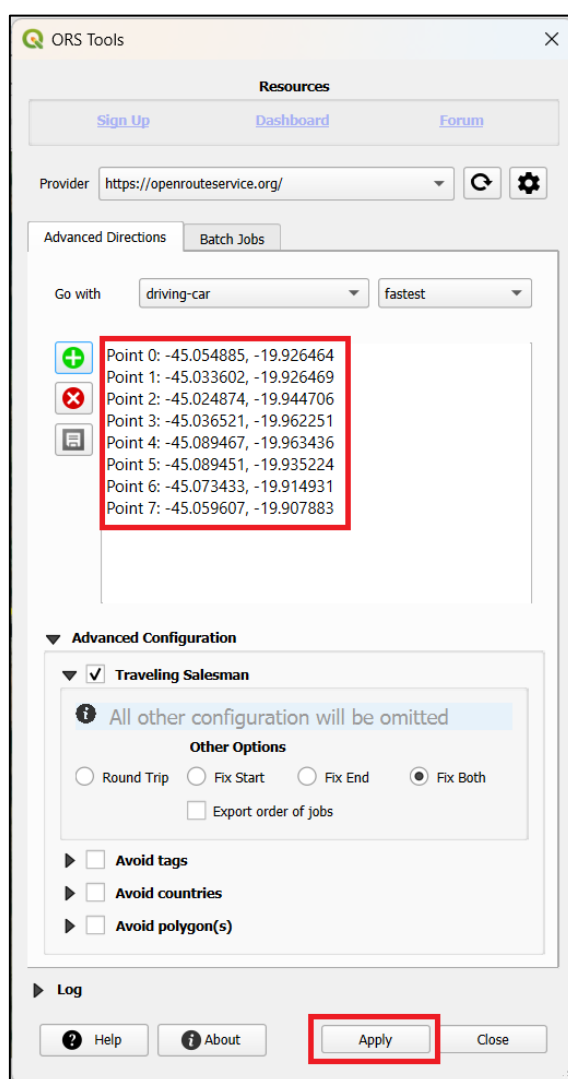 ORS Tools
Resources
Sign Up Dashboard Forum
Provider https://openrouteservice.org/
Advanced Directions Batch Jobs
Go with driving-car fastest
Point 0: -45.054885, -19.926464
Point 1: -45.033602, -19.926469
Point 2: -45.024874, -19.944706
Point 3: -45.036521, -19.962251
Point 4: -45.089467, -19.963436
Point 5: -45.089451, -19.935224
Point 6: -45.073433, -19.914931
Point 7: -45.059607, -19.907883
Advanced Configuration
Traveling Salesman
All other configuration will be omitted
Other Options
Round Trip Fix Start Fix End Fix Both
Export order of jobs
Avoid tags
Avoid countries
Avoid polygon(s)
Log
Help About Apply Close